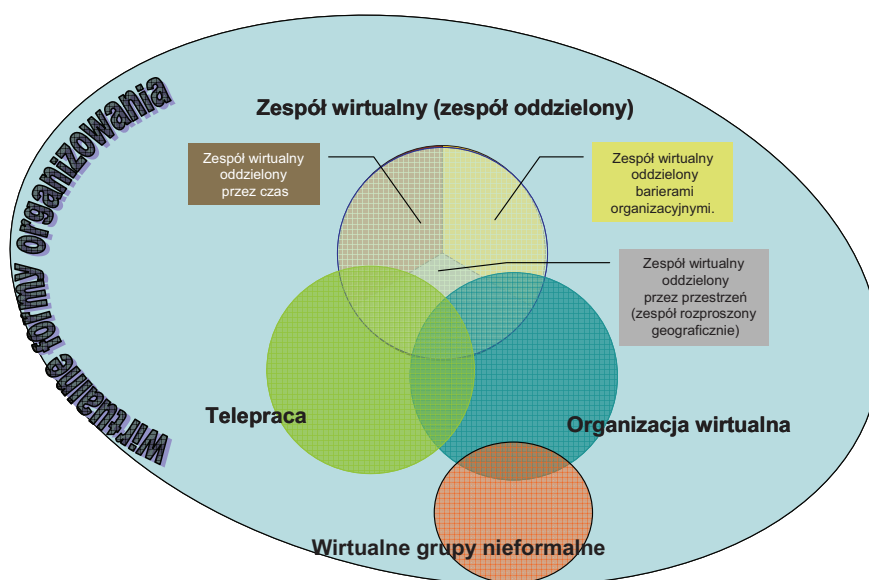 wirtualne formy organizowania
Zespół wirtualny (zespół oddzielony)
Zespół wirtualny
oddzielony
przez czas
Zespół wirtualny
oddzielony
barierami
organizacyjnymi.
Zespół wirtualny
oddzielony
przez przestrzeń
(zespół rozproszony
geograficznie)
Telepraca
Organizacja wirtualna
Wirtualne grupy nieformalne